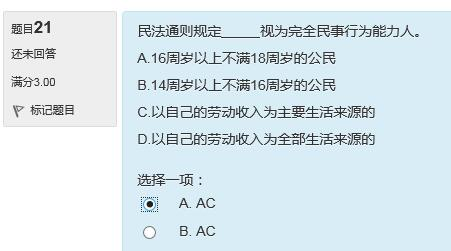 题目21
还未回答
满分3.00
标记题目
民法通则规定_____视为完全民事行为能力人。
A.16周岁以上不满18周岁的公民
B.14周岁以上不满16周岁的公民
C.以自己的劳动收入为主要生活来源的
D.以自己的劳动收入为全部生活来源的
选择一项：
A. AC
B. AC